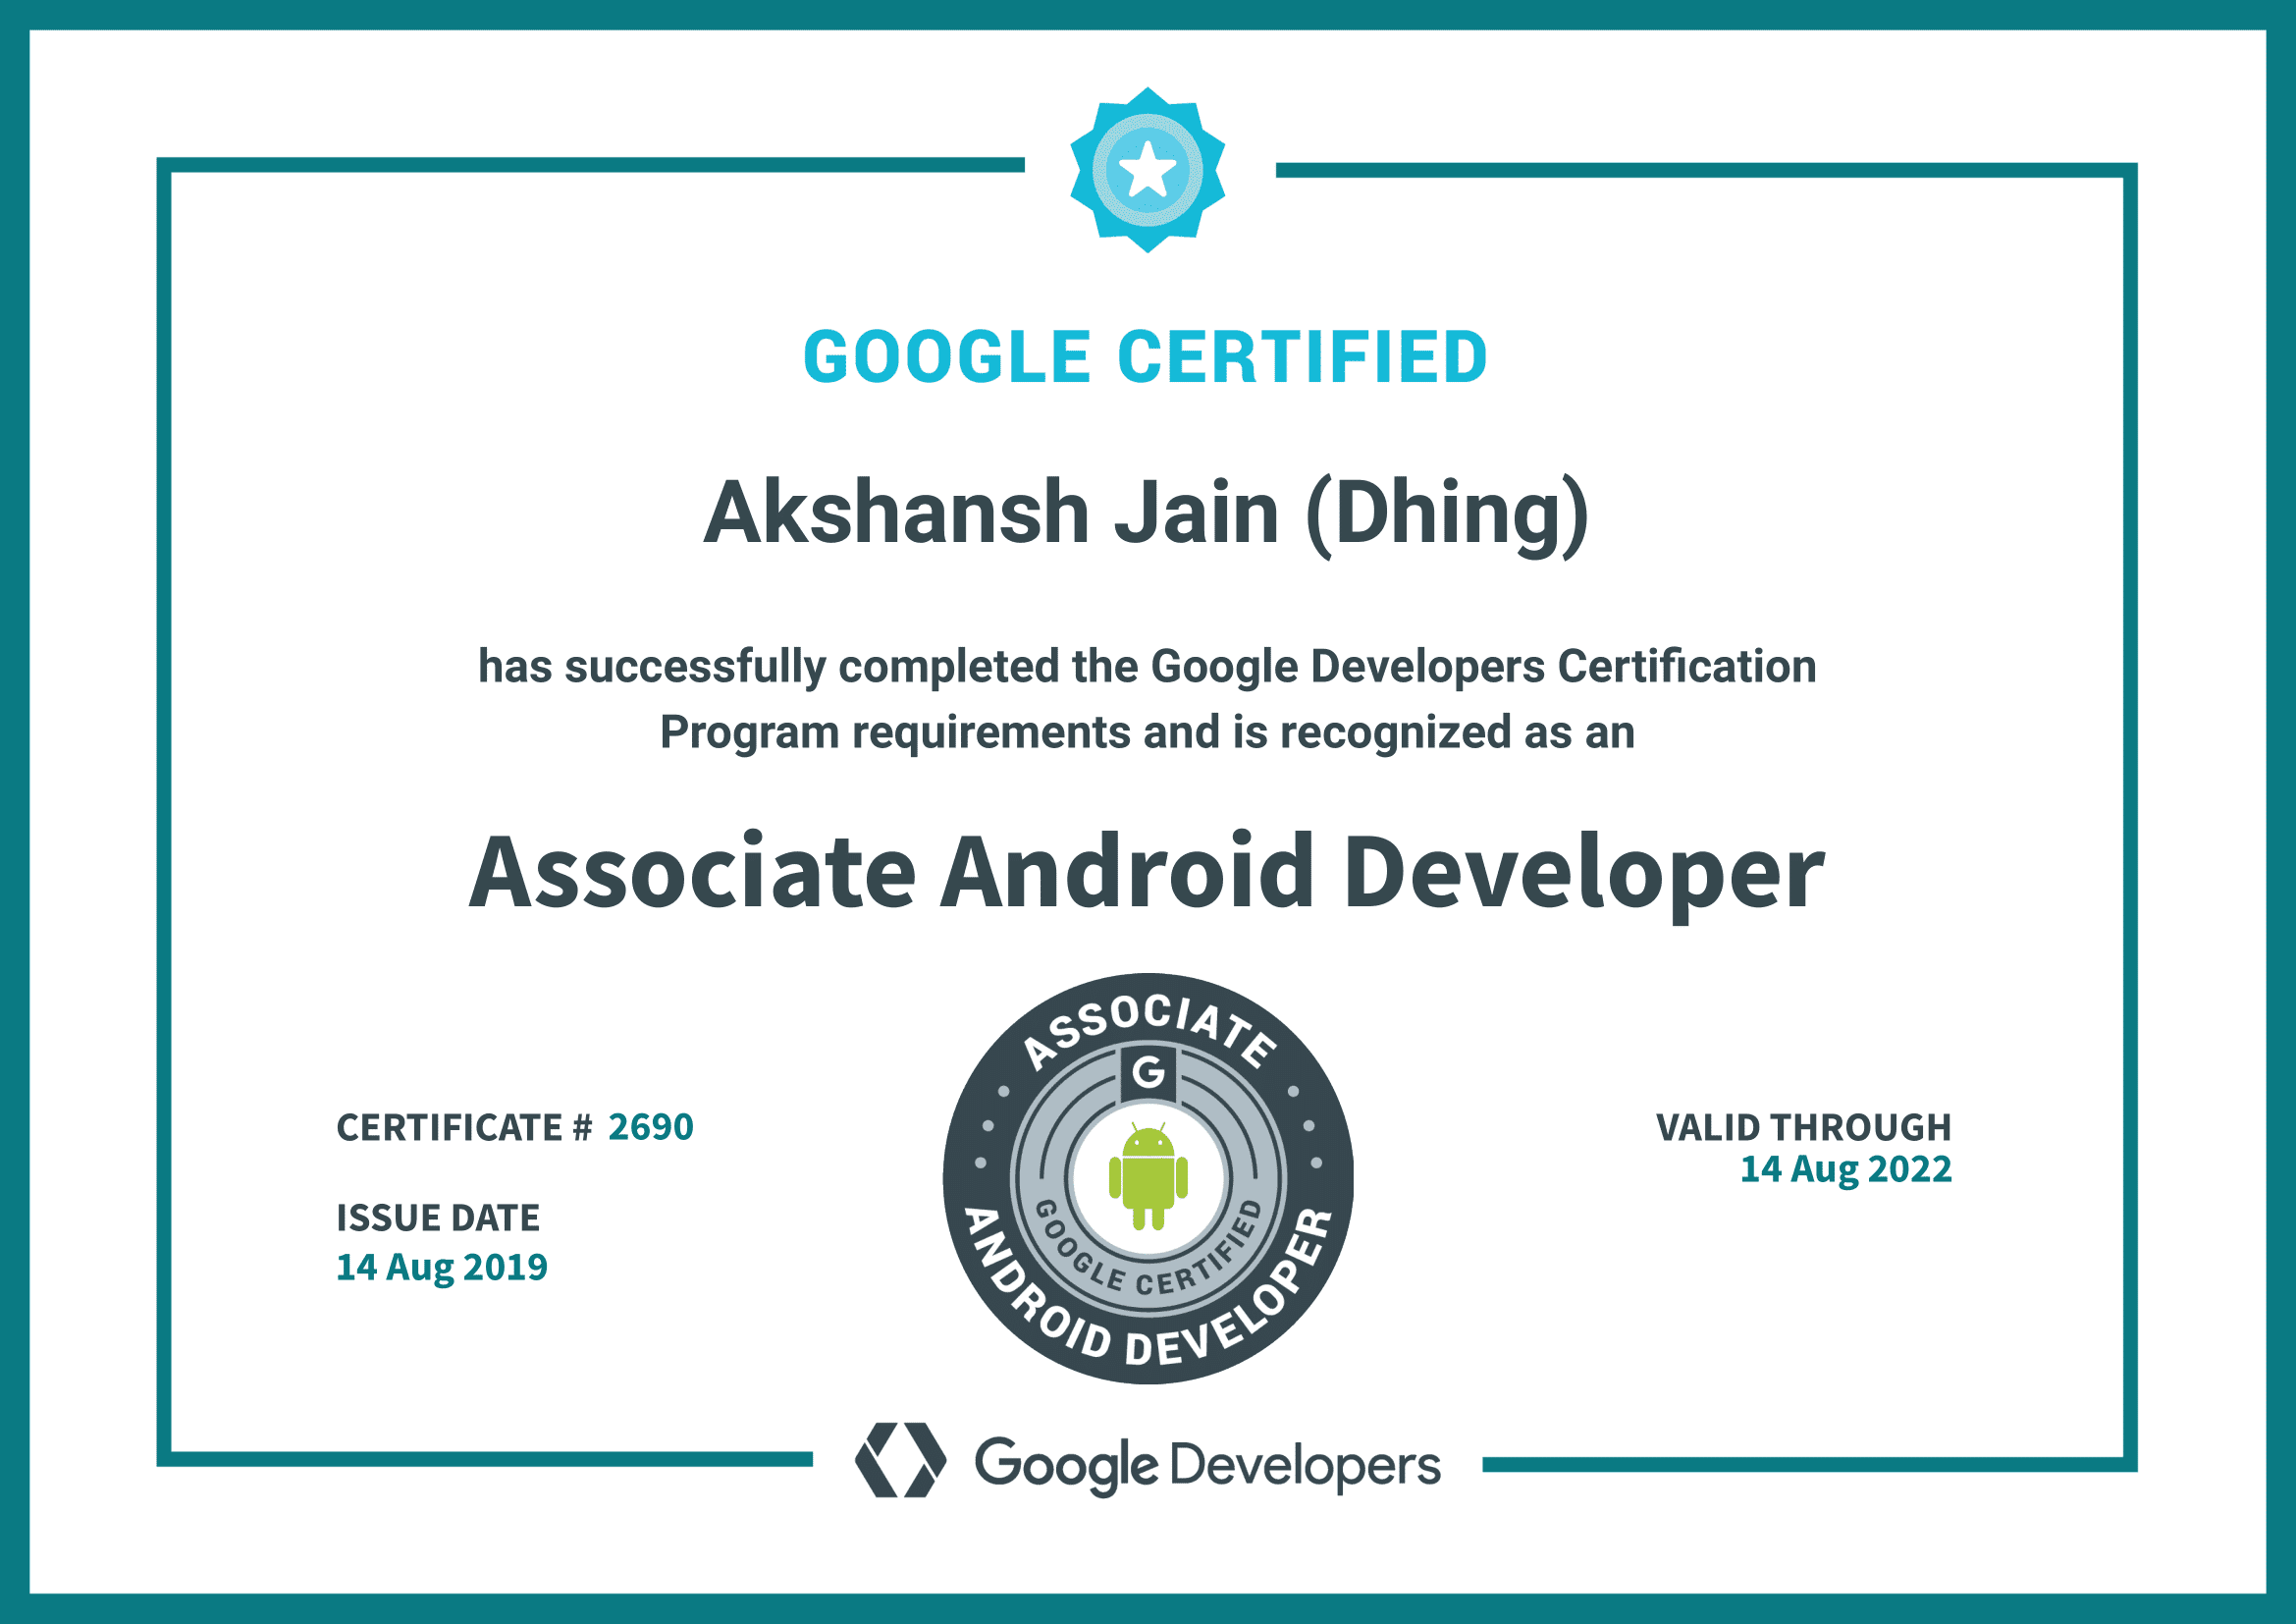 GOOGLE CERTIFIED
Akshansh Jain (Dhing)
has successfully completed the Google Developers Certification
Program requirements and is recognized as an
Associate Android Developer
CERTIFICATE # 2690
ISSUE DATE
14 Aug 2019
ASSOCIATE
G
GOOGLE CERTIFIED
ANDROID DEVELOPER
VALID THROUGH
14 Aug 2022
Google Developers